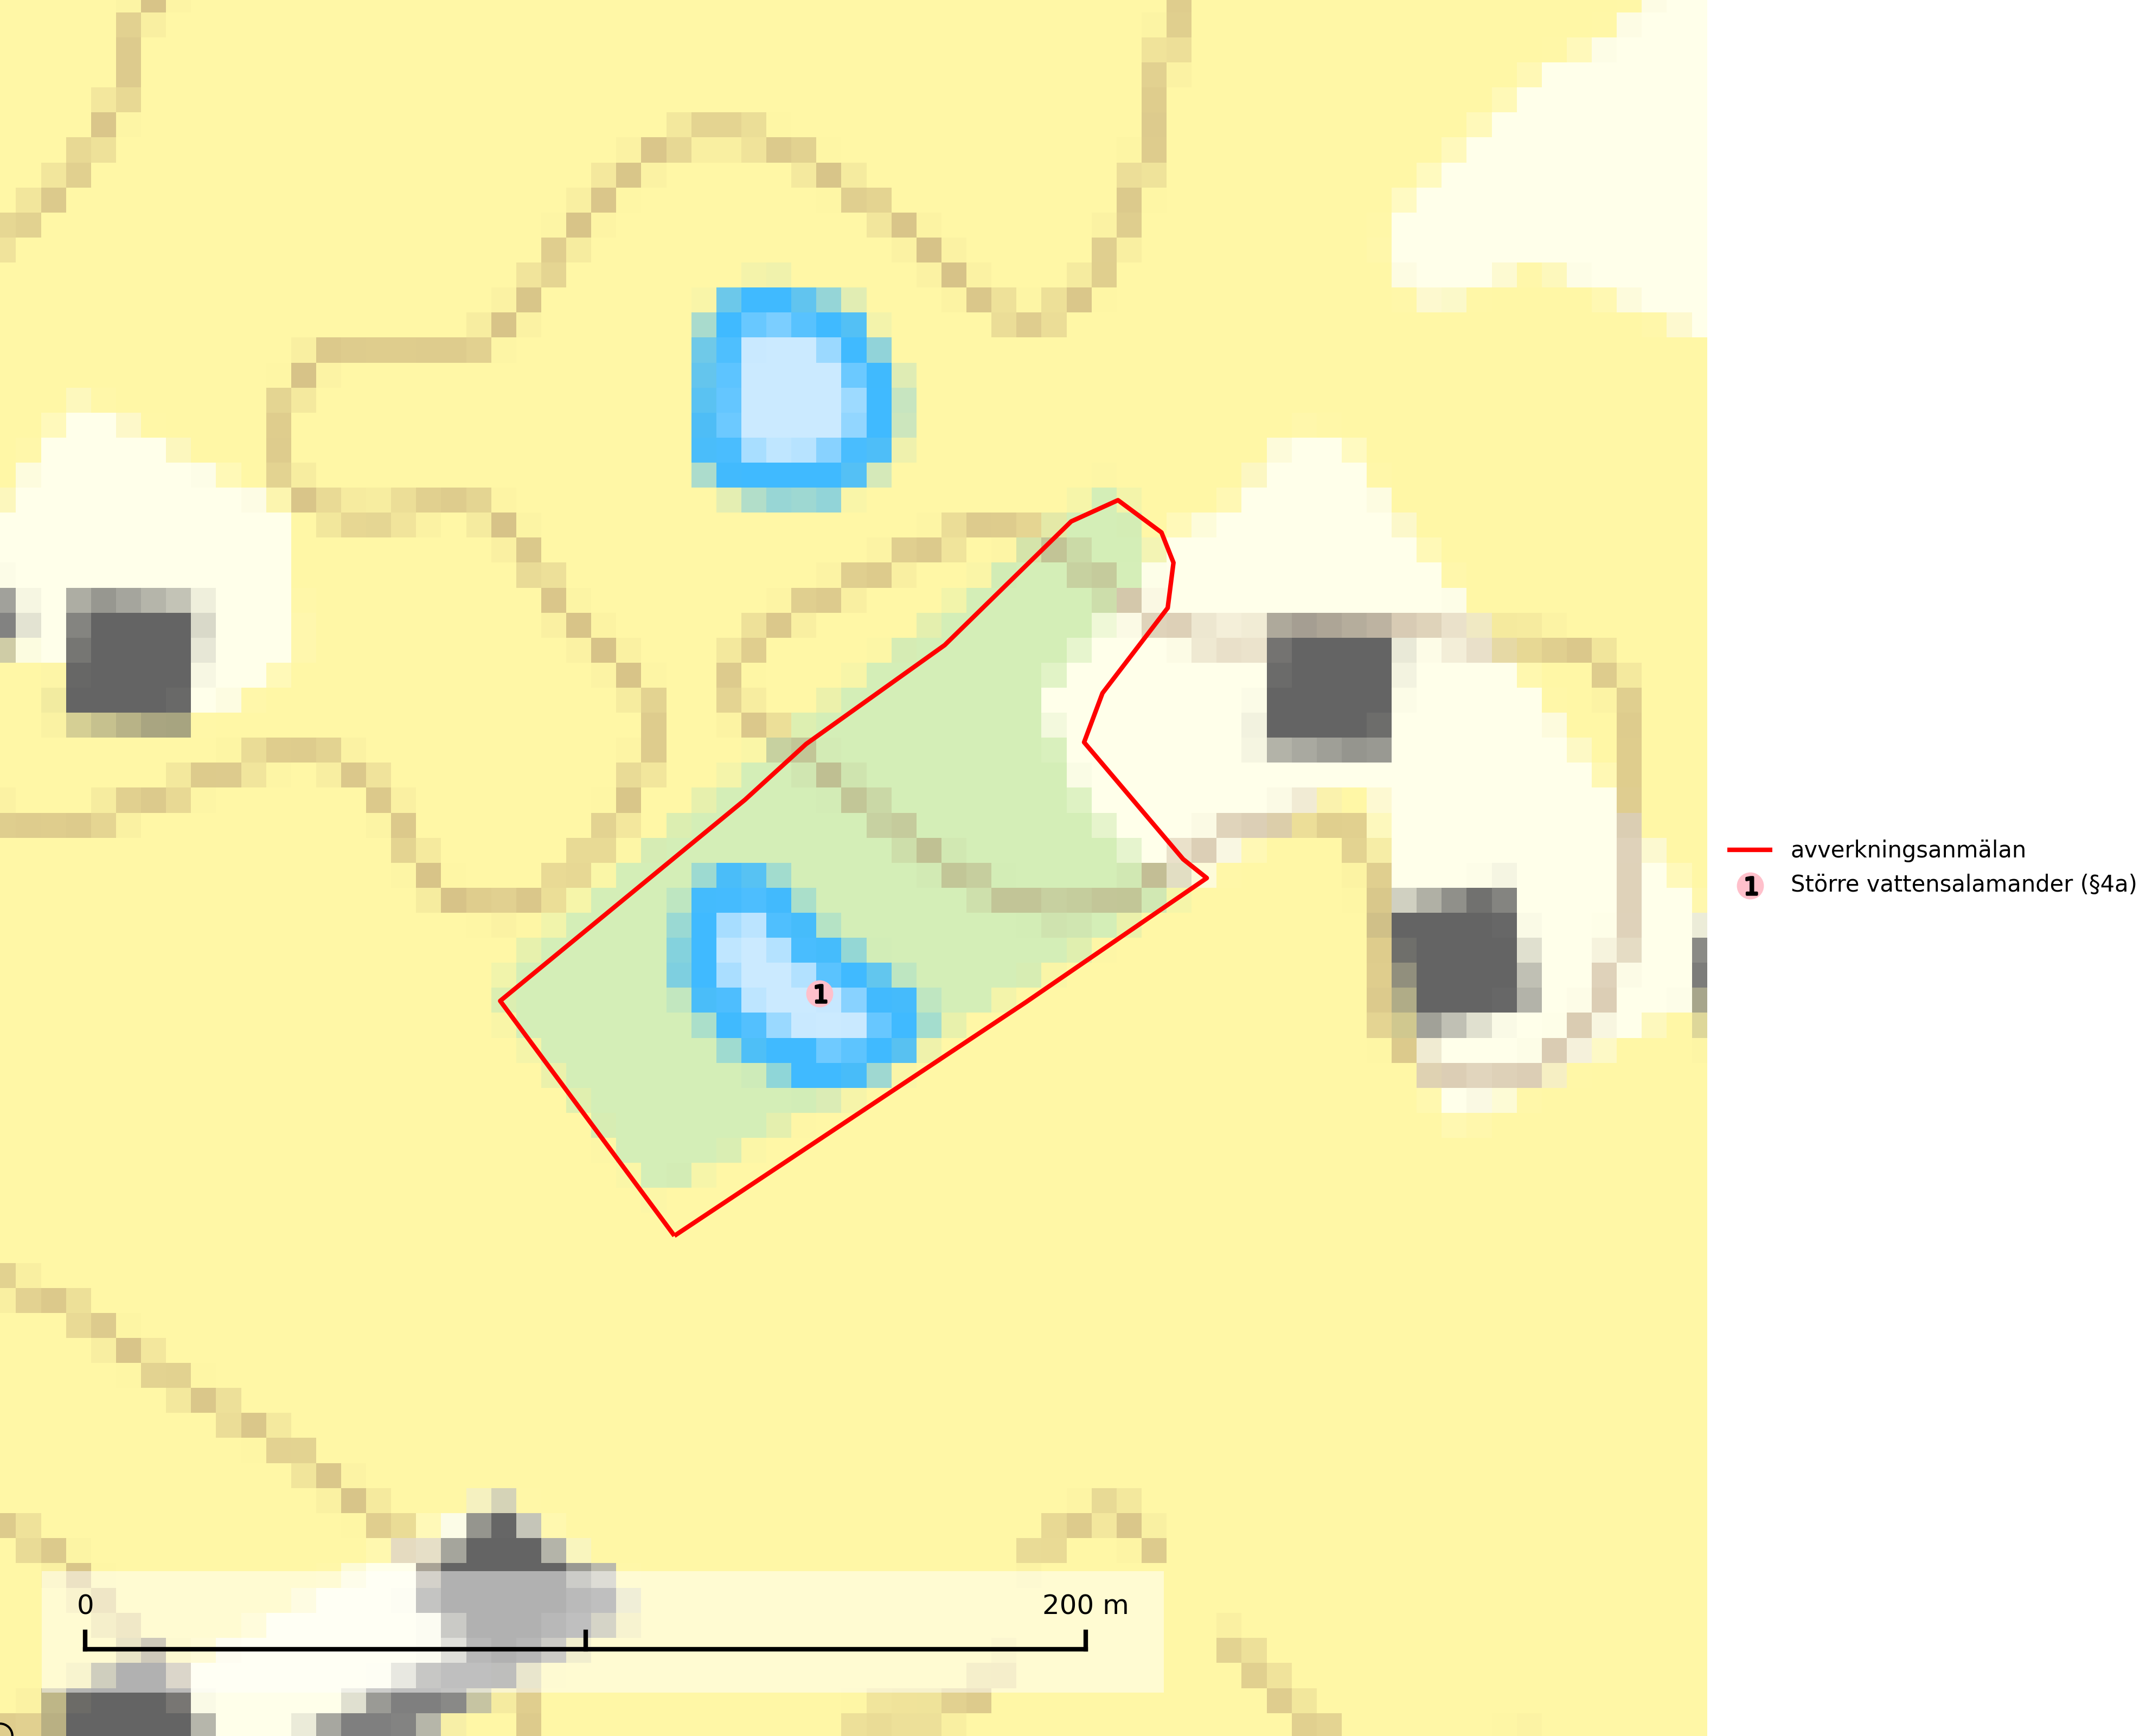 avverkningsanmälan
1 Större vattensalamander (§4a)
1
0 200 m